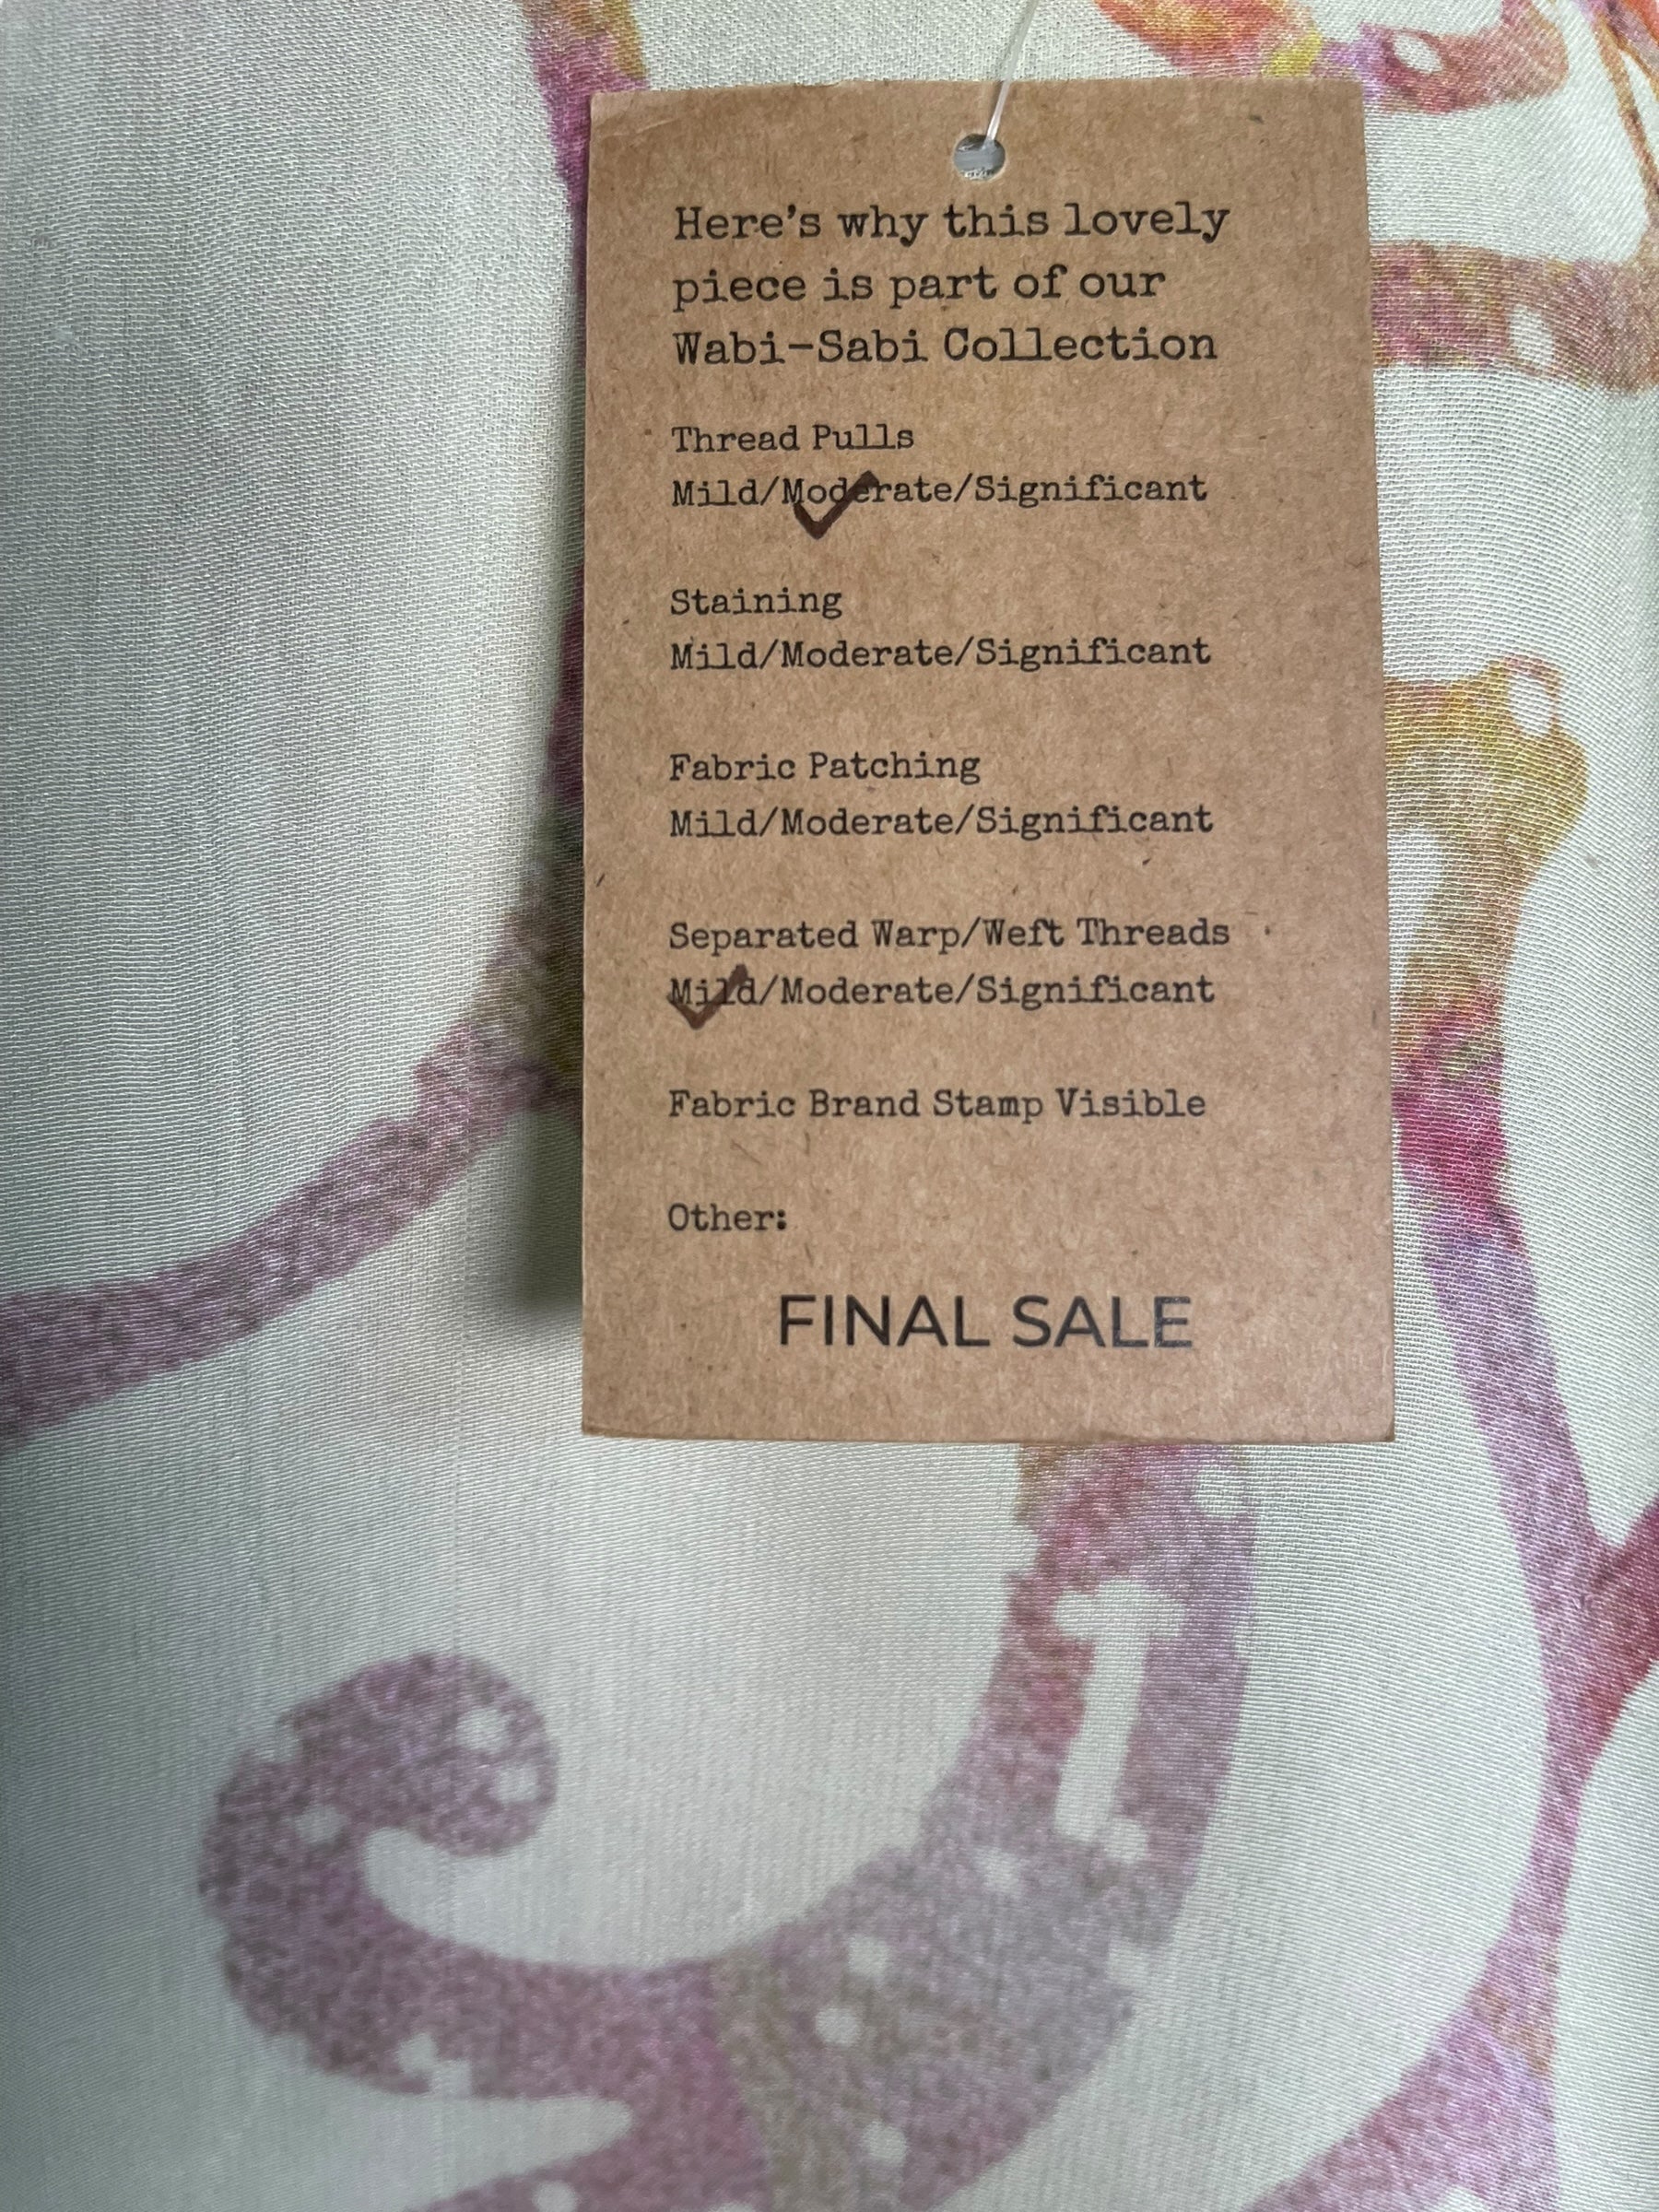 Here's why this lovely
piece is part of our
Wabi-Sabi Collection
Thread Pulls
Mild/Moderate/Significant
Staining
Mild/Moderate/Significant
Fabric Patching
Mild/Moderate/Significant
Separated Warp/Weft Threads
Mild/Moderate/Significant
Fabric Brand Stamp Visible
Other:
FINAL SALE